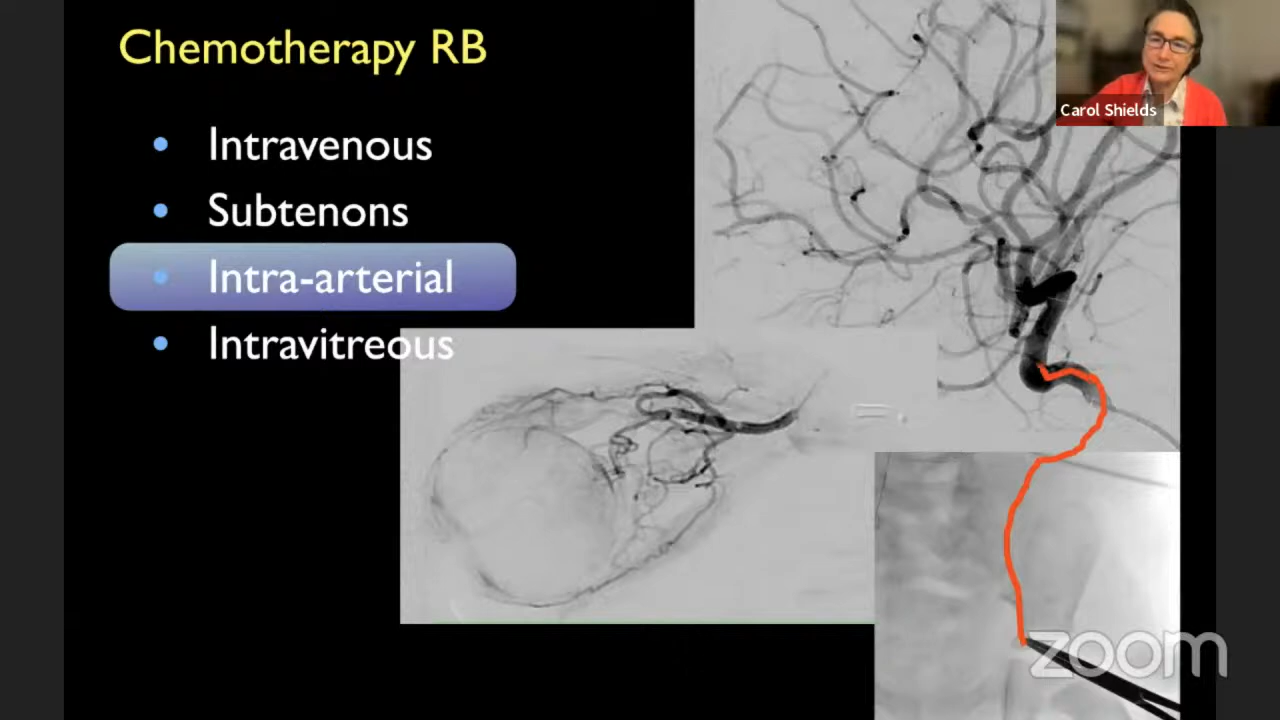 Chemotherapy RB
Carol Shields
• Intravenous
• Subtenons
• Intra-arterial
• Intravitreous
zoom